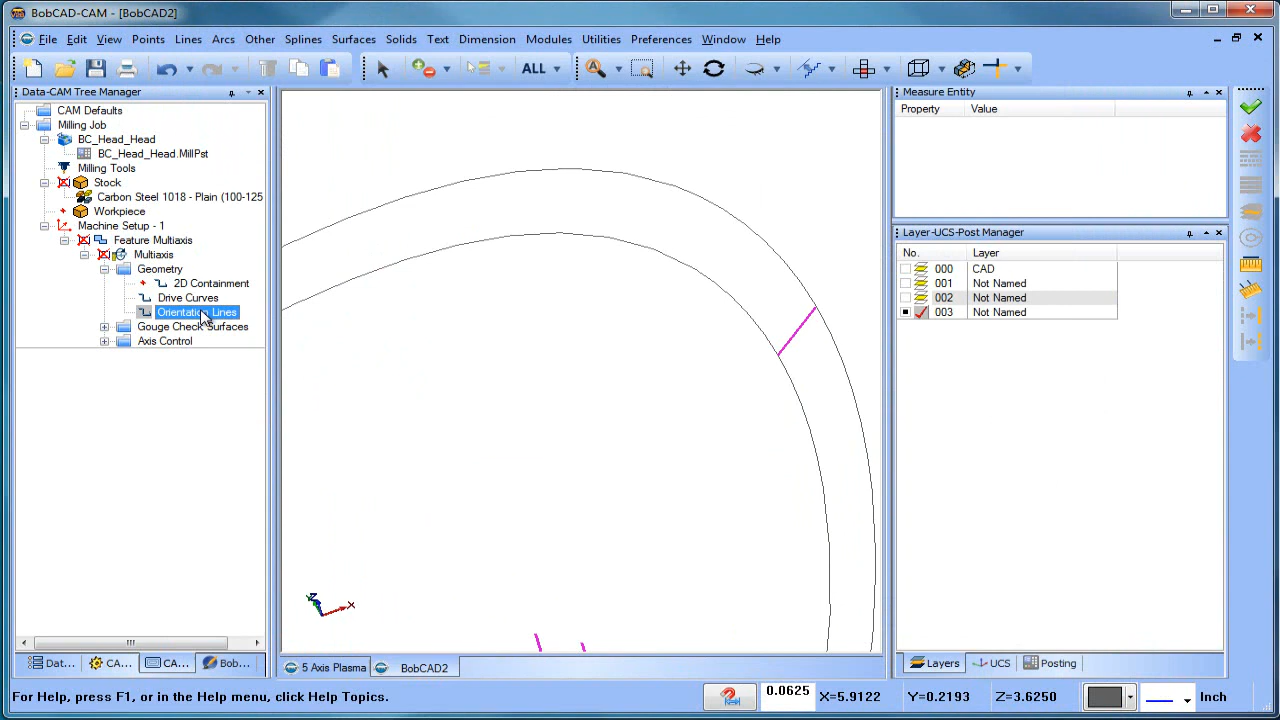 BobCAD-CAM - [BobCAD2]
File Edit View Points Lines Arcs Other Splines Surfaces Solids Text Dimension Modules Utilities Preferences Window Help
ALL
Data-CAM Tree Manager
CAM Defaults
Milling Job
BC_Head_Head
BC_Head_Head.MillPst
Milling Tools
Stock
Carbon Steel 1018 - Plain (100-125
Workpiece
Machine Setup - 1
Feature Multiaxis
Multiaxis
Geometry
2D Containment
Drive Curves
Orientation Lines
Gouge Check Surfaces
Axis Control
Dat... CA... CA... Bob...
Z
X
5 Axis Plasma BobCAD2
Measure Entity
Property Value
Layer-UCS-Post Manager
No. Layer
000 CAD
001 Not Named
002 Not Named
003 Not Named
Layers UCS Posting
For Help, press F1, or in the Help menu, click Help Topics. 0.0625 X=5.9122 Y=0.2193 Z=3.6250 Inch